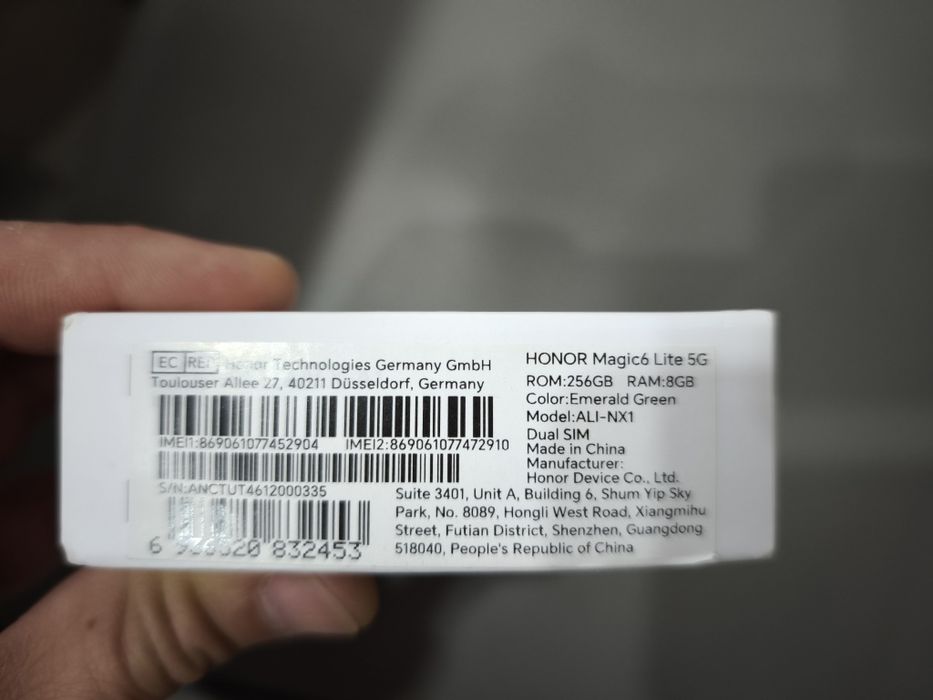 EC REP Honor Technologies Germany GmbH
Toulouser Allee 27, 40211 Düsseldorf, Germany
IMEI1:869061077452904 IMEI2:869061077472910
S/N:ANCTUT4612000335
832453
HONOR Magic6 Lite 5G
ROM:256GB RAM:8GB
Color:Emerald Green
Model:ALI-NX1
Dual SIM
Made in China
Manufacturer:
Honor Device Co., Ltd.
Suite 3401, Unit A, Building 6, Shum Yip Sky
Park, No. 8089, Hongli West Road, Xiangmihu
Street, Futian District, Shenzhen, Guangdong
518040, People's Republic of China